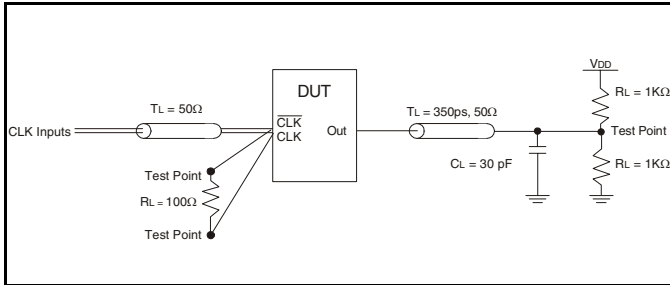 VDD
DUT
TL = 50Ω
TL = 350ps, 50Ω
RL = 1KΩ
CLK
CLK Inputs
CLK
Out
Test Point
Test Point
CL = 30 pF
RL = 1KΩ
RL = 100Ω
Test Point